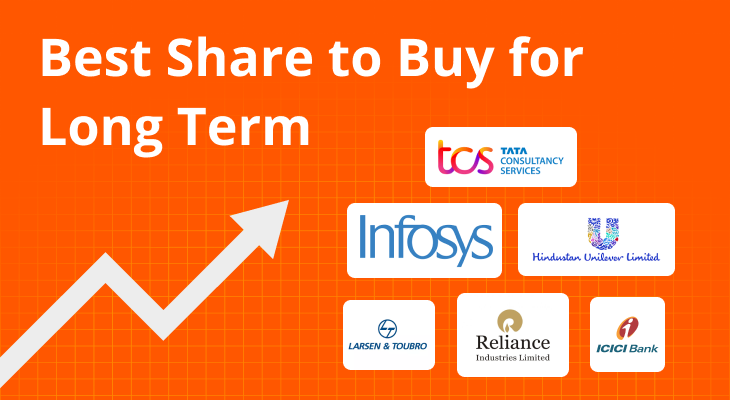 Best Share to Buy for
Long Term
tcs TATA
CONSULTANCY
SERVICES
Infosys
Hindustan Unilever Limited
LARSEN & TOUBRO
Reliance
Industries Limited
ICICI Bank